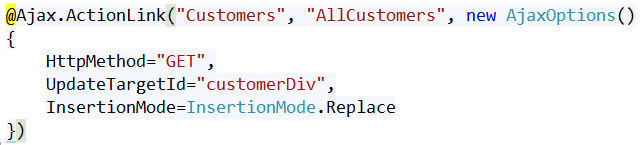 @Ajax.ActionLink("Customers", "AllCustomers", new AjaxOptions()
{
    HttpMethod="GET",
    UpdateTargetId="customerDiv",
    InsertionMode=InsertionMode.Replace
})